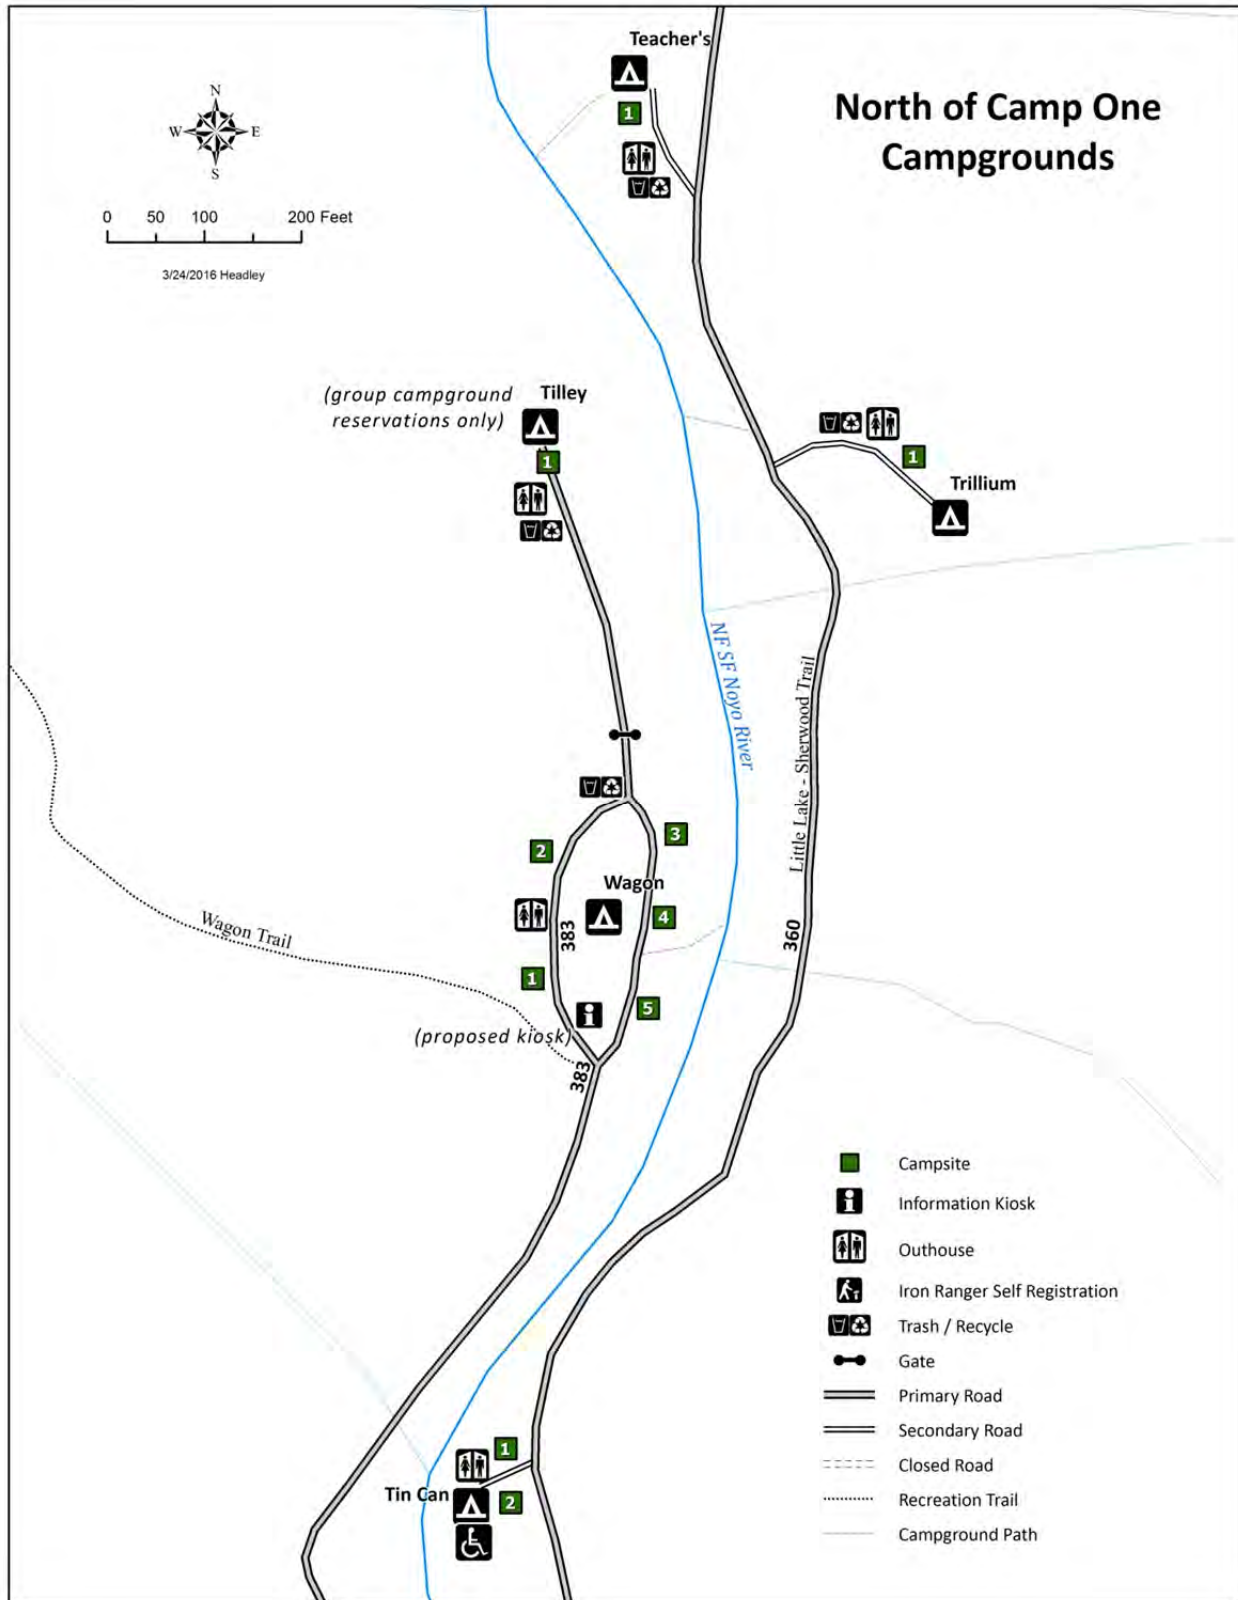 Teacher's
1
North of Camp One
Campgrounds
N
W E
S
0 50 100 200 Feet
3/24/2016 Headley
(group campground
reservations only)
Tilley
1
1
Trillium
NF SF Noyo River
Little Lake - Sherwood Trail
360
3
2
Wagon
4
383
Wagon Trail
1
5
(proposed kiosk)
383
Campsite
Information Kiosk
Outhouse
Iron Ranger Self Registration
Trash / Recycle
Gate
Primary Road
Secondary Road
Closed Road
Recreation Trail
Campground Path
1
Tin Can
2